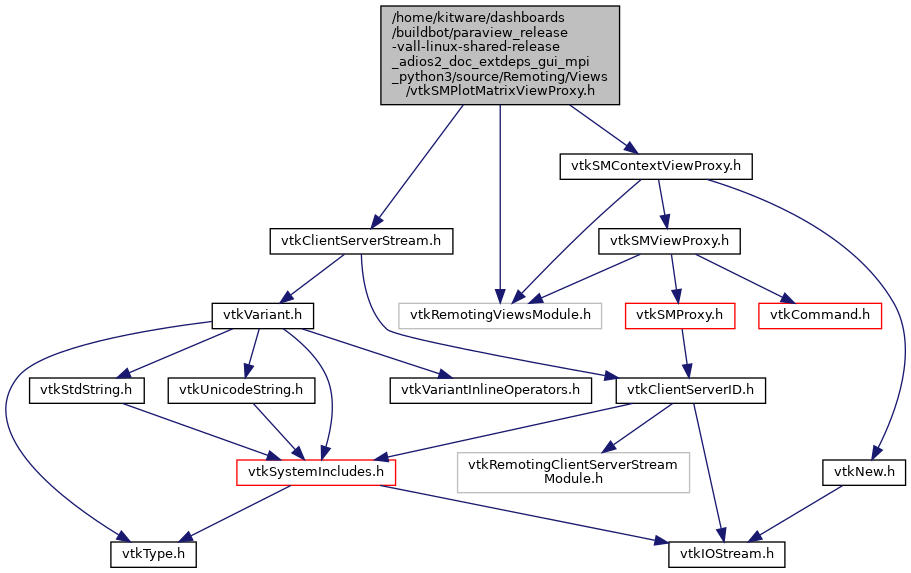 /home/kitware/dashboards
/buildbot/paraview_release
-vall-linux-shared-release
_adios2_doc_extdeps_gui_mpi
_python3/source/Remoting/Views
/vtkSMPlotMatrixViewProxy.h
vtkSMContextViewProxy.h
vtkClientServerStream.h
vtkSMViewProxy.h
vtkVariant.h
vtkRemotingViewsModule.h
vtkSMProxy.h
vtkCommand.h
vtkStdString.h
vtkUnicodeString.h
vtkVariantInlineOperators.h
vtkClientServerID.h
vtkSystemIncludes.h
vtkRemotingClientServerStream
Module.h
vtkNew.h
vtkType.h
vtkIOStream.h